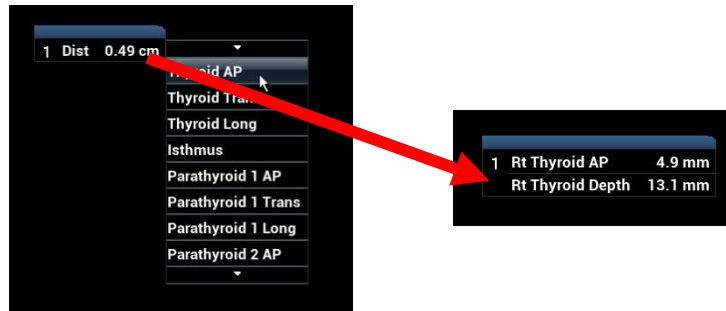 1 Dist 0.49 cm
Thyroid AP
Thyroid Trans
Thyroid Long
Isthmus
Parathyroid 1 AP
Parathyroid 1 Trans
Parathyroid 1 Long
Parathyroid 2 AP
1 Rt Thyroid AP 4.9 mm
Rt Thyroid Depth 13.1 mm